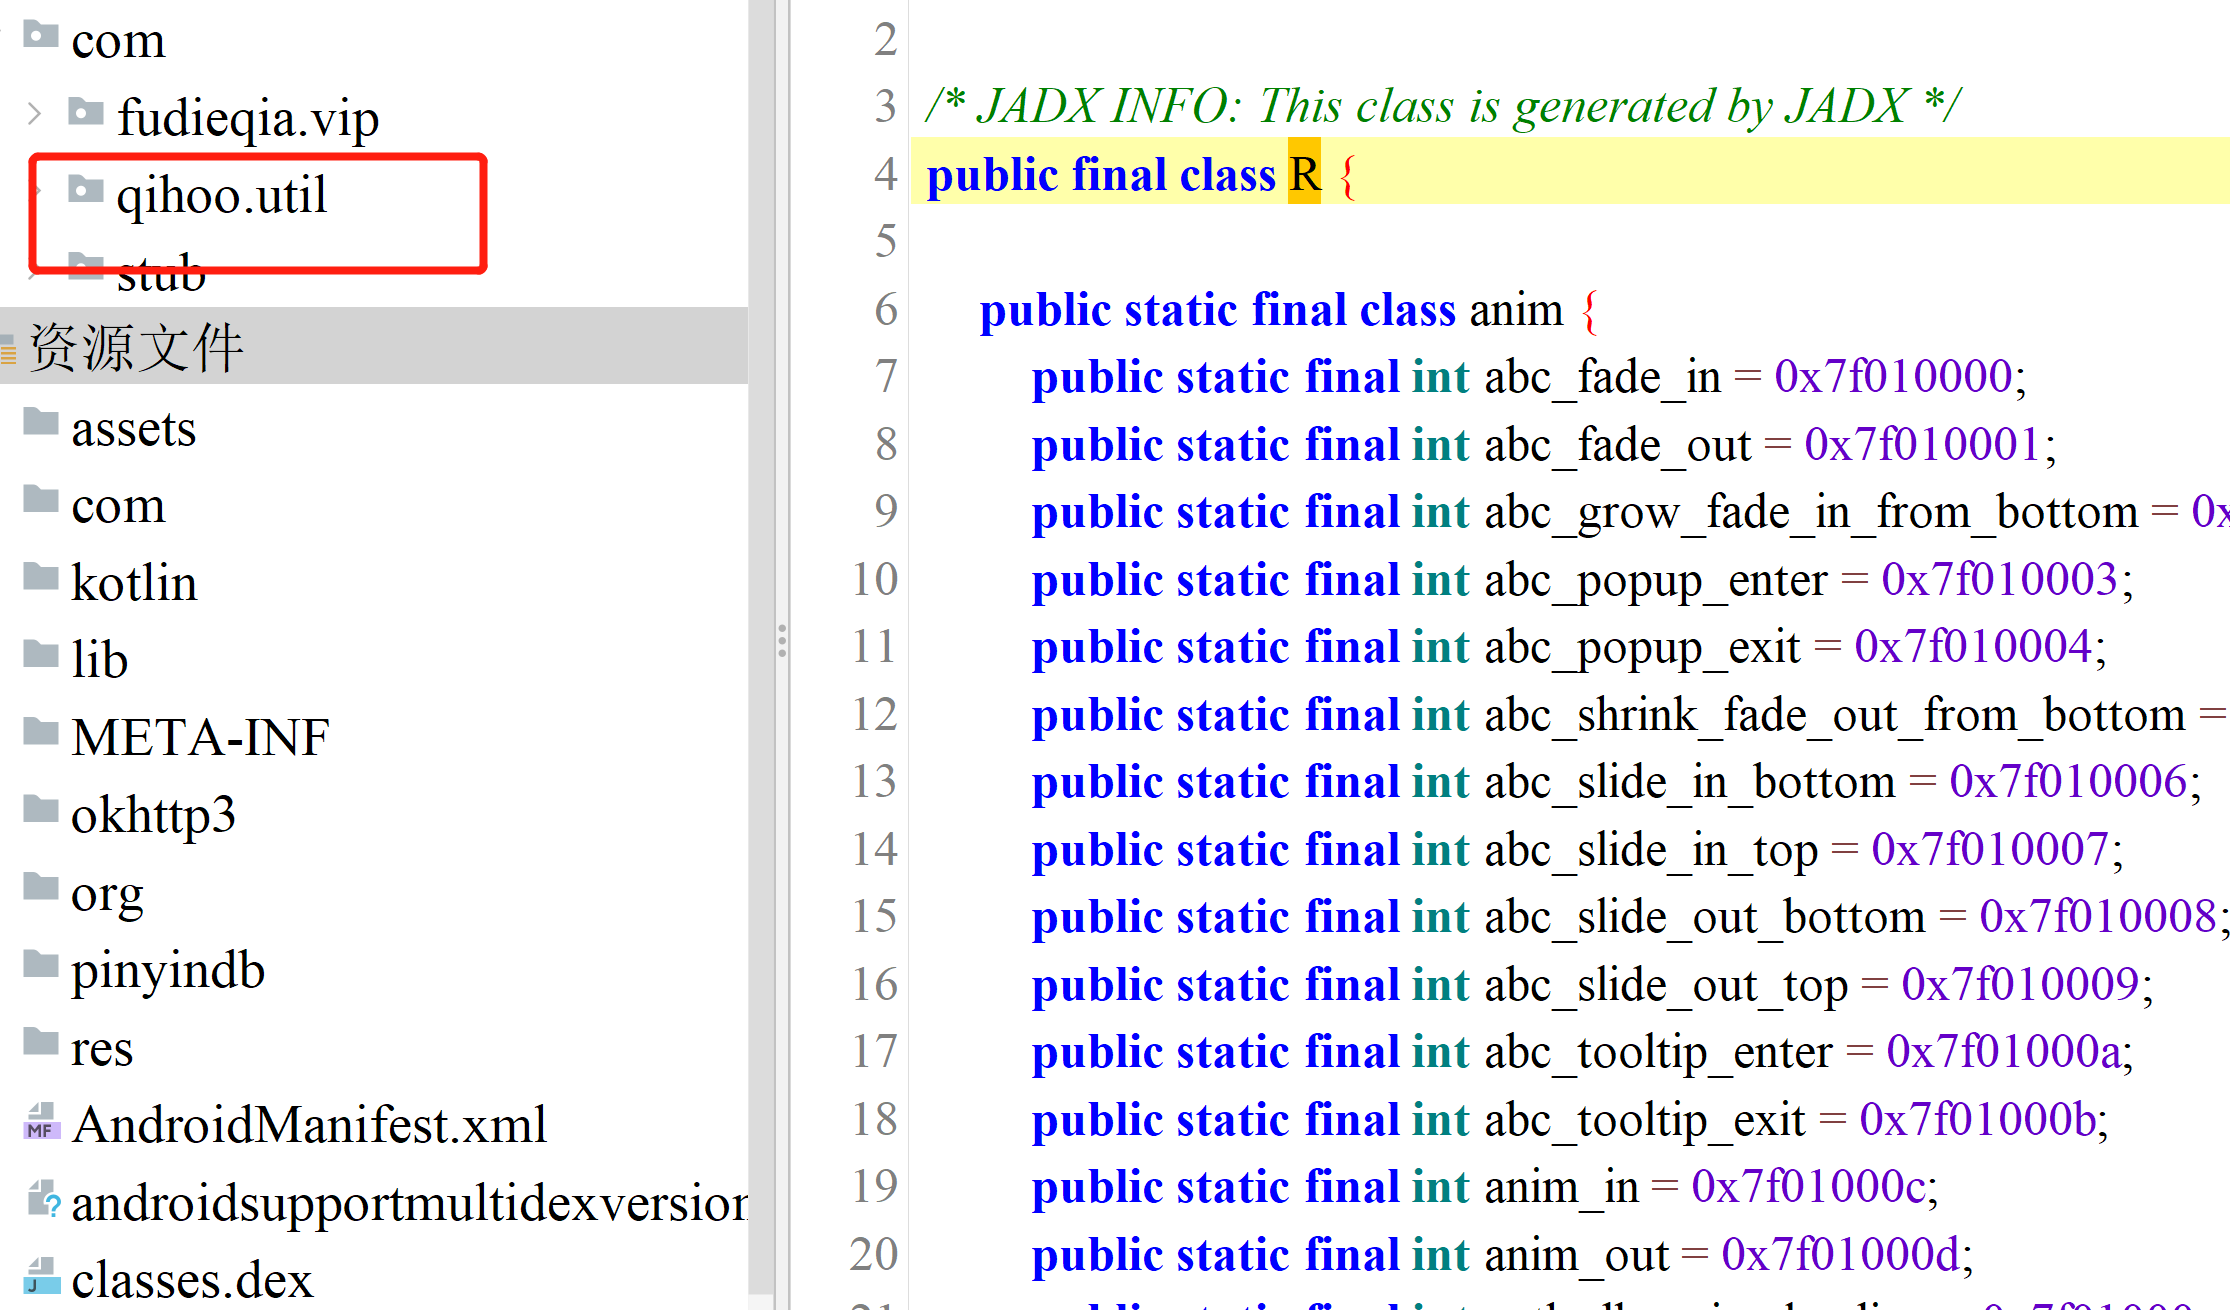 com
fudieqia.vip
qihoo.util
stub
资源文件
assets
com
kotlin
lib
META-INF
okhttp3
org
pinyindb
res
AndroidManifest.xml
androidsupportmultidexversion
classes.dex
2
3 /* JADX INFO: This class is generated by JADX */
4 public final class R {
5
6 public static final class anim {
7 public static final int abc_fade_in = 0x7f010000;
8 public static final int abc_fade_out = 0x7f010001;
9 public static final int abc_grow_fade_in_from_bottom = 0x
10 public static final int abc_popup_enter = 0x7f010003;
11 public static final int abc_popup_exit = 0x7f010004;
12 public static final int abc_shrink_fade_out_from_bottom =
13 public static final int abc_slide_in_bottom = 0x7f010006;
14 public static final int abc_slide_in_top = 0x7f010007;
15 public static final int abc_slide_out_bottom = 0x7f010008;
16 public static final int abc_slide_out_top = 0x7f010009;
17 public static final int abc_tooltip_enter = 0x7f01000a;
18 public static final int abc_tooltip_exit = 0x7f01000b;
19 public static final int anim_in = 0x7f01000c;
20 public static final int anim_out = 0x7f01000d;